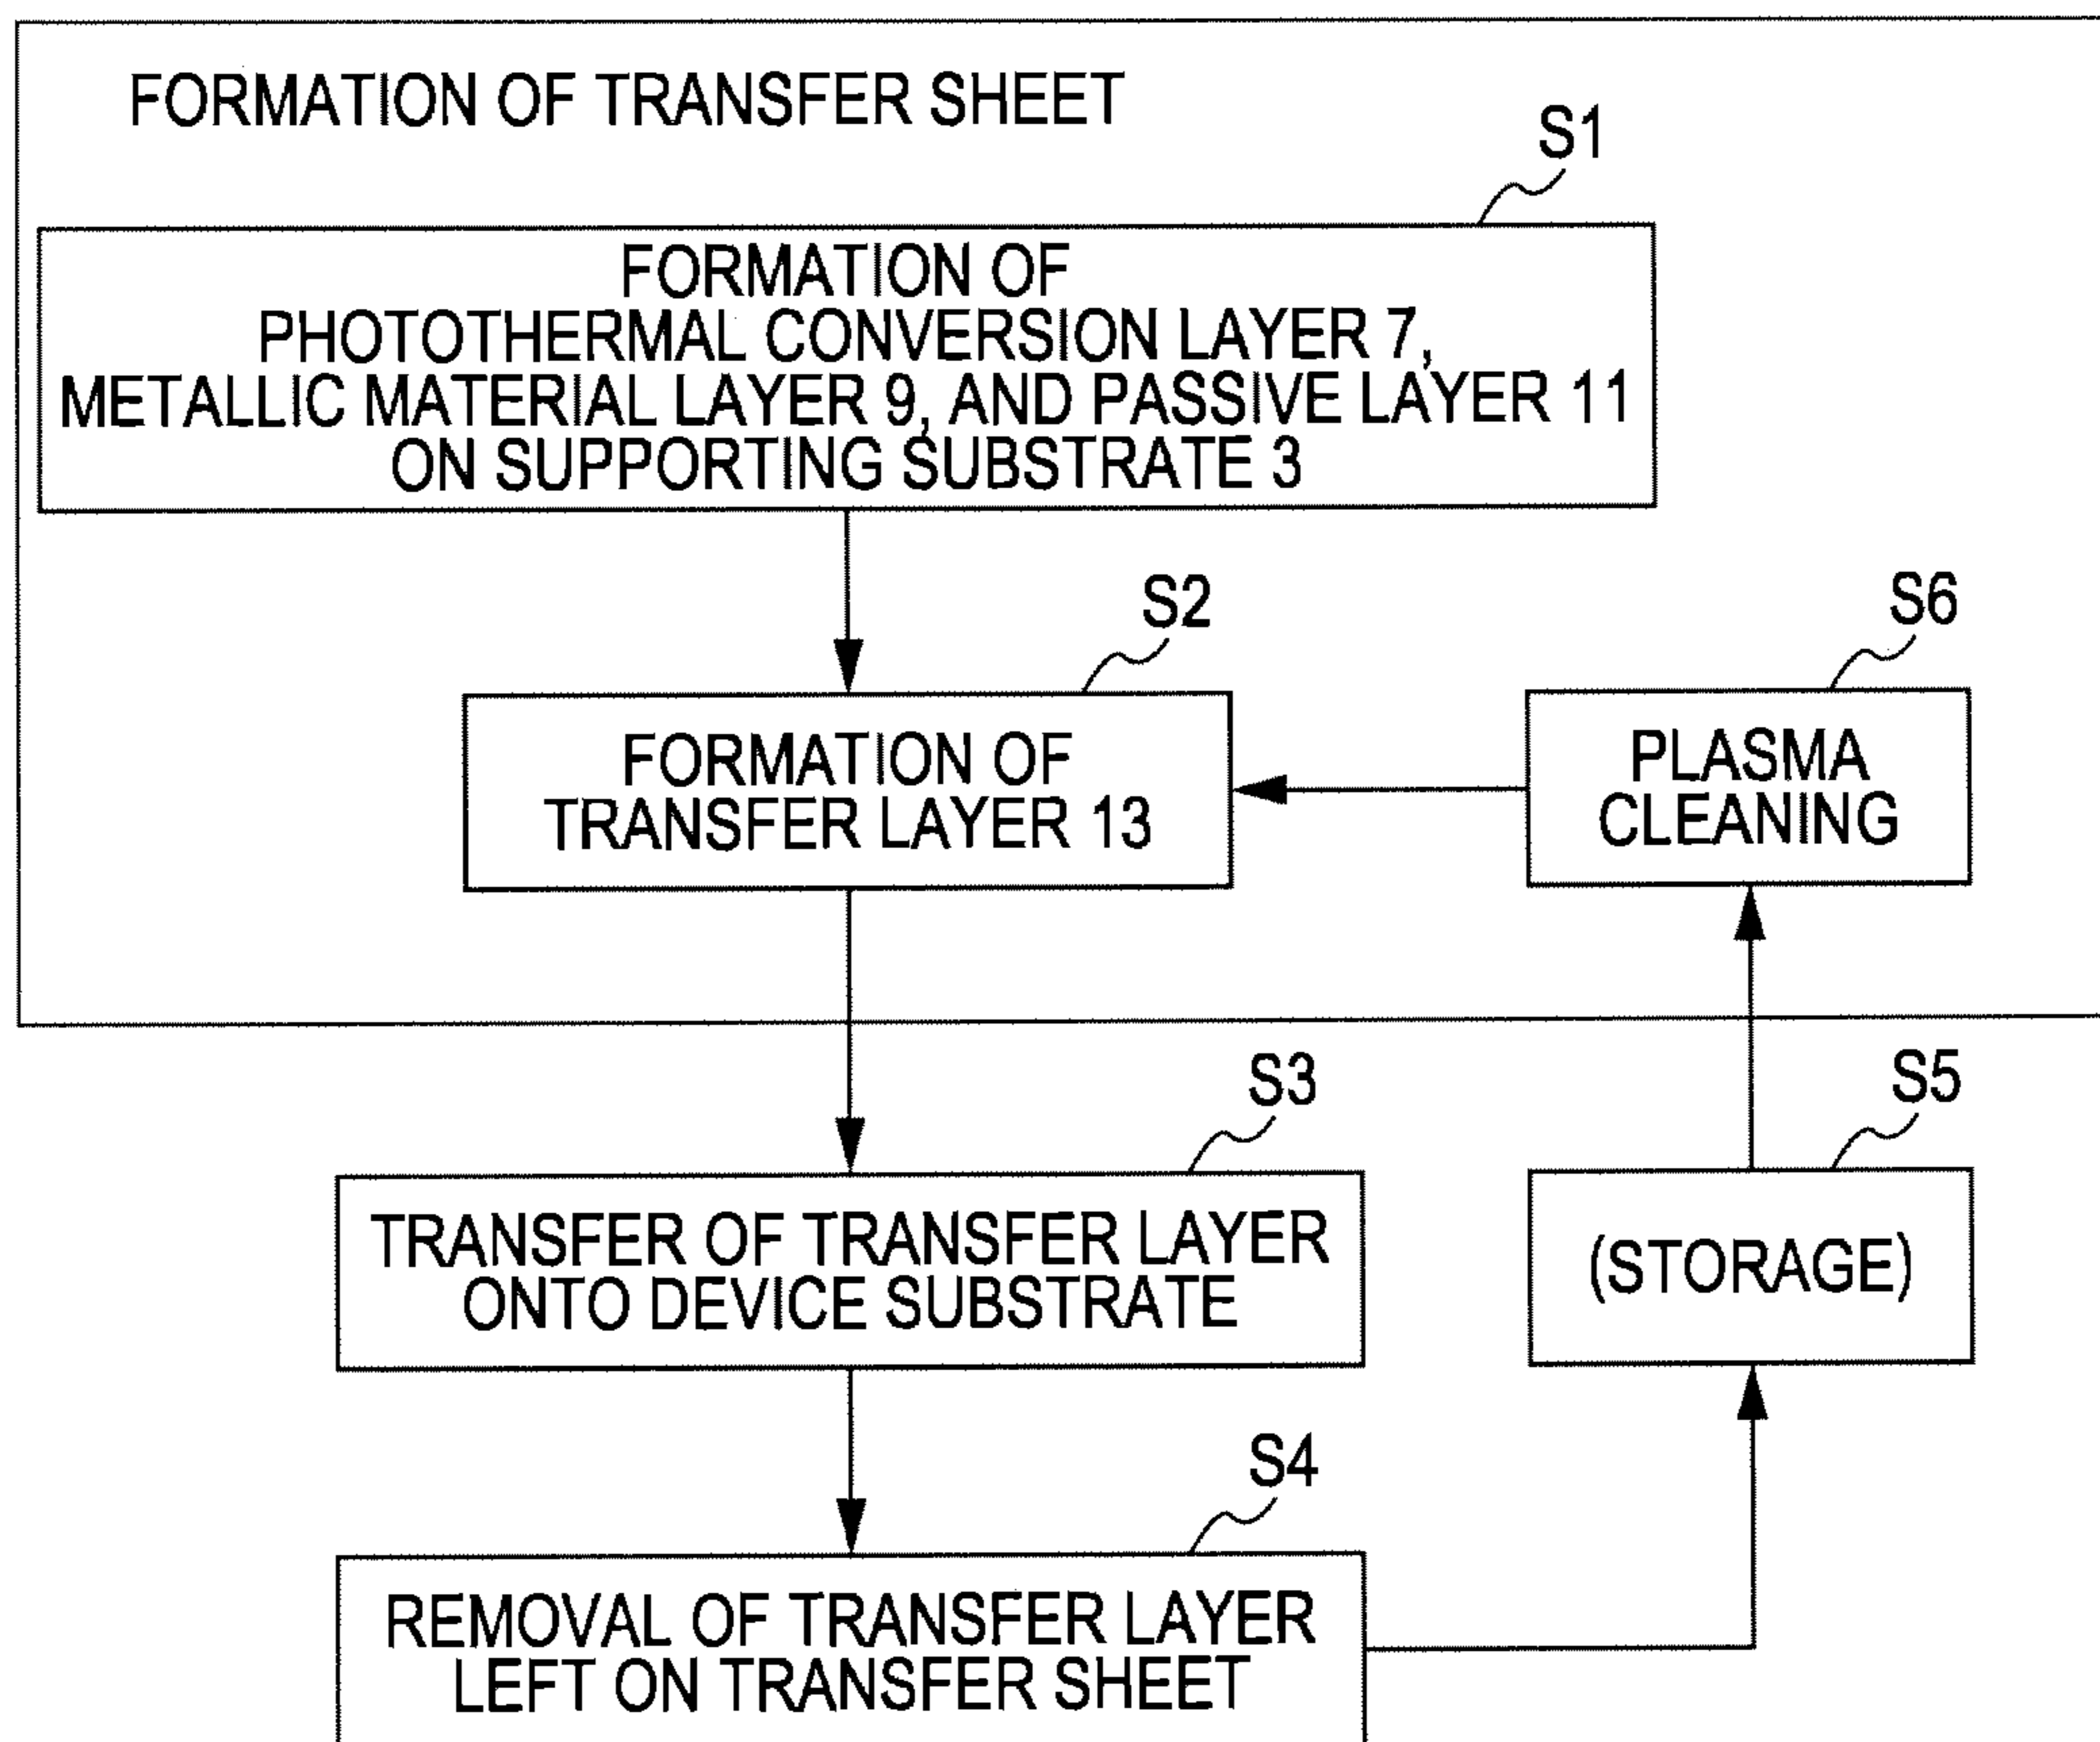 FORMATION OF TRANSFER SHEET
S1
FORMATION OF
PHOTOTHERMAL CONVERSION LAYER 7,
METALLIC MATERIAL LAYER 9, AND PASSIVE LAYER 11
ON SUPPORTING SUBSTRATE 3
S2
FORMATION OF
TRANSFER LAYER 13
S6
PLASMA
CLEANING
S3
TRANSFER OF TRANSFER LAYER
ONTO DEVICE SUBSTRATE
S4
REMOVAL OF TRANSFER LAYER
LEFT ON TRANSFER SHEET
S5
(STORAGE)